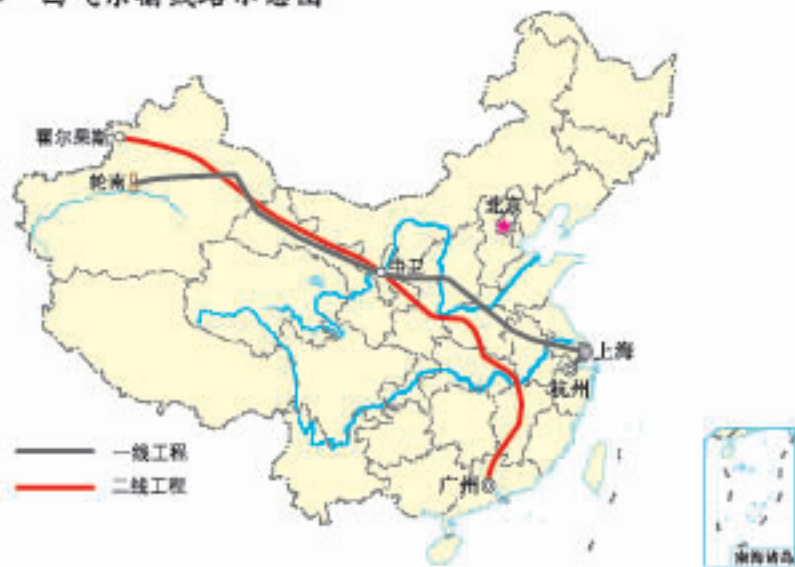 霍尔果斯
轮南
北京
中卫
上海
杭州
一线工程
二线工程
广州
南海诸岛